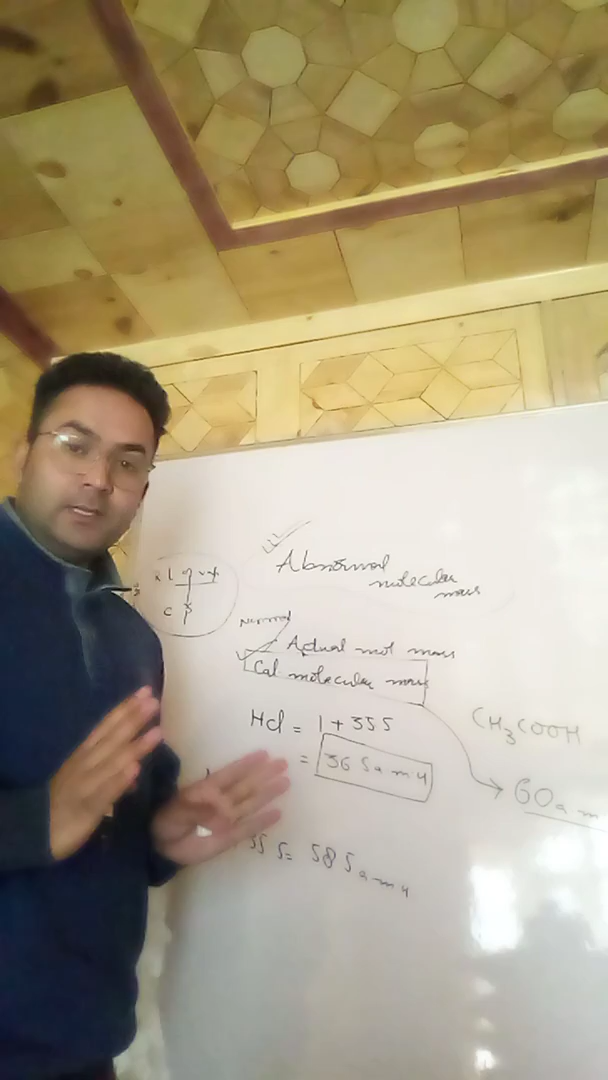 Abnormal
molecular
mass
Normal
Actual mol mass
Cal molecular mass
HCl = 1 + 35 5
= 36 5 a m u
CH3COOH
60 a m
5 = 58 5 a m u